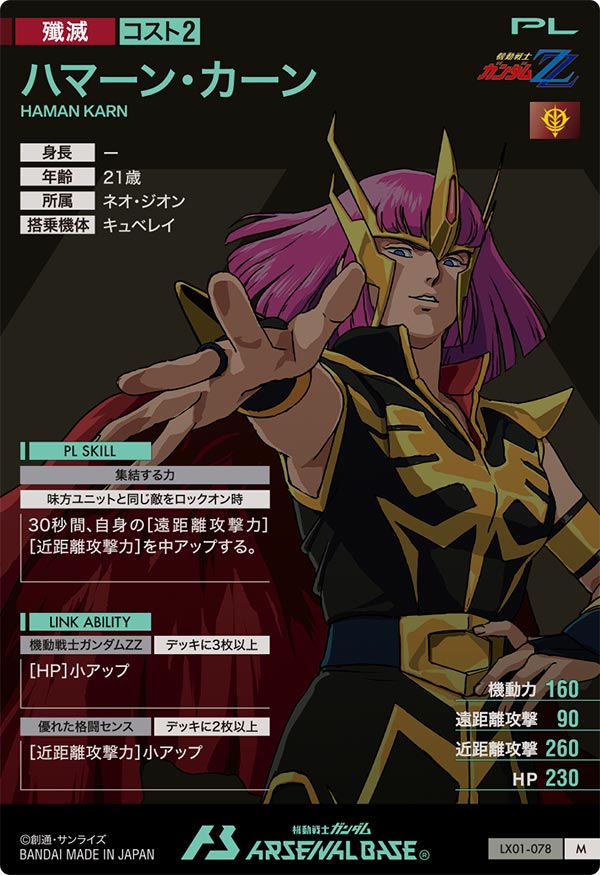 殲滅 コスト2
PL
ハマーン・カーン
HAMAN KARN
機動戦士
ガンダムZZ
身長 ー
年齢 21歳
所属 ネオ・ジオン
搭乗機体 キュベレイ
PL SKILL
集結する力
味方ユニットと同じ敵をロックオン時
30秒間、自身の[遠距離攻撃力]
[近距離攻撃力]を中アップする。
LINK ABILITY
機動戦士ガンダムZZ デッキに3枚以上
[HP]小アップ
優れた格闘センス デッキに2枚以上
[近距離攻撃力]小アップ
機動力 160
遠距離攻撃 90
近距離攻撃 260
HP 230
©創通・サンライズ
BANDAI MADE IN JAPAN
機動戦士ガンダム
ARSENAL BASE®
LX01-078 M